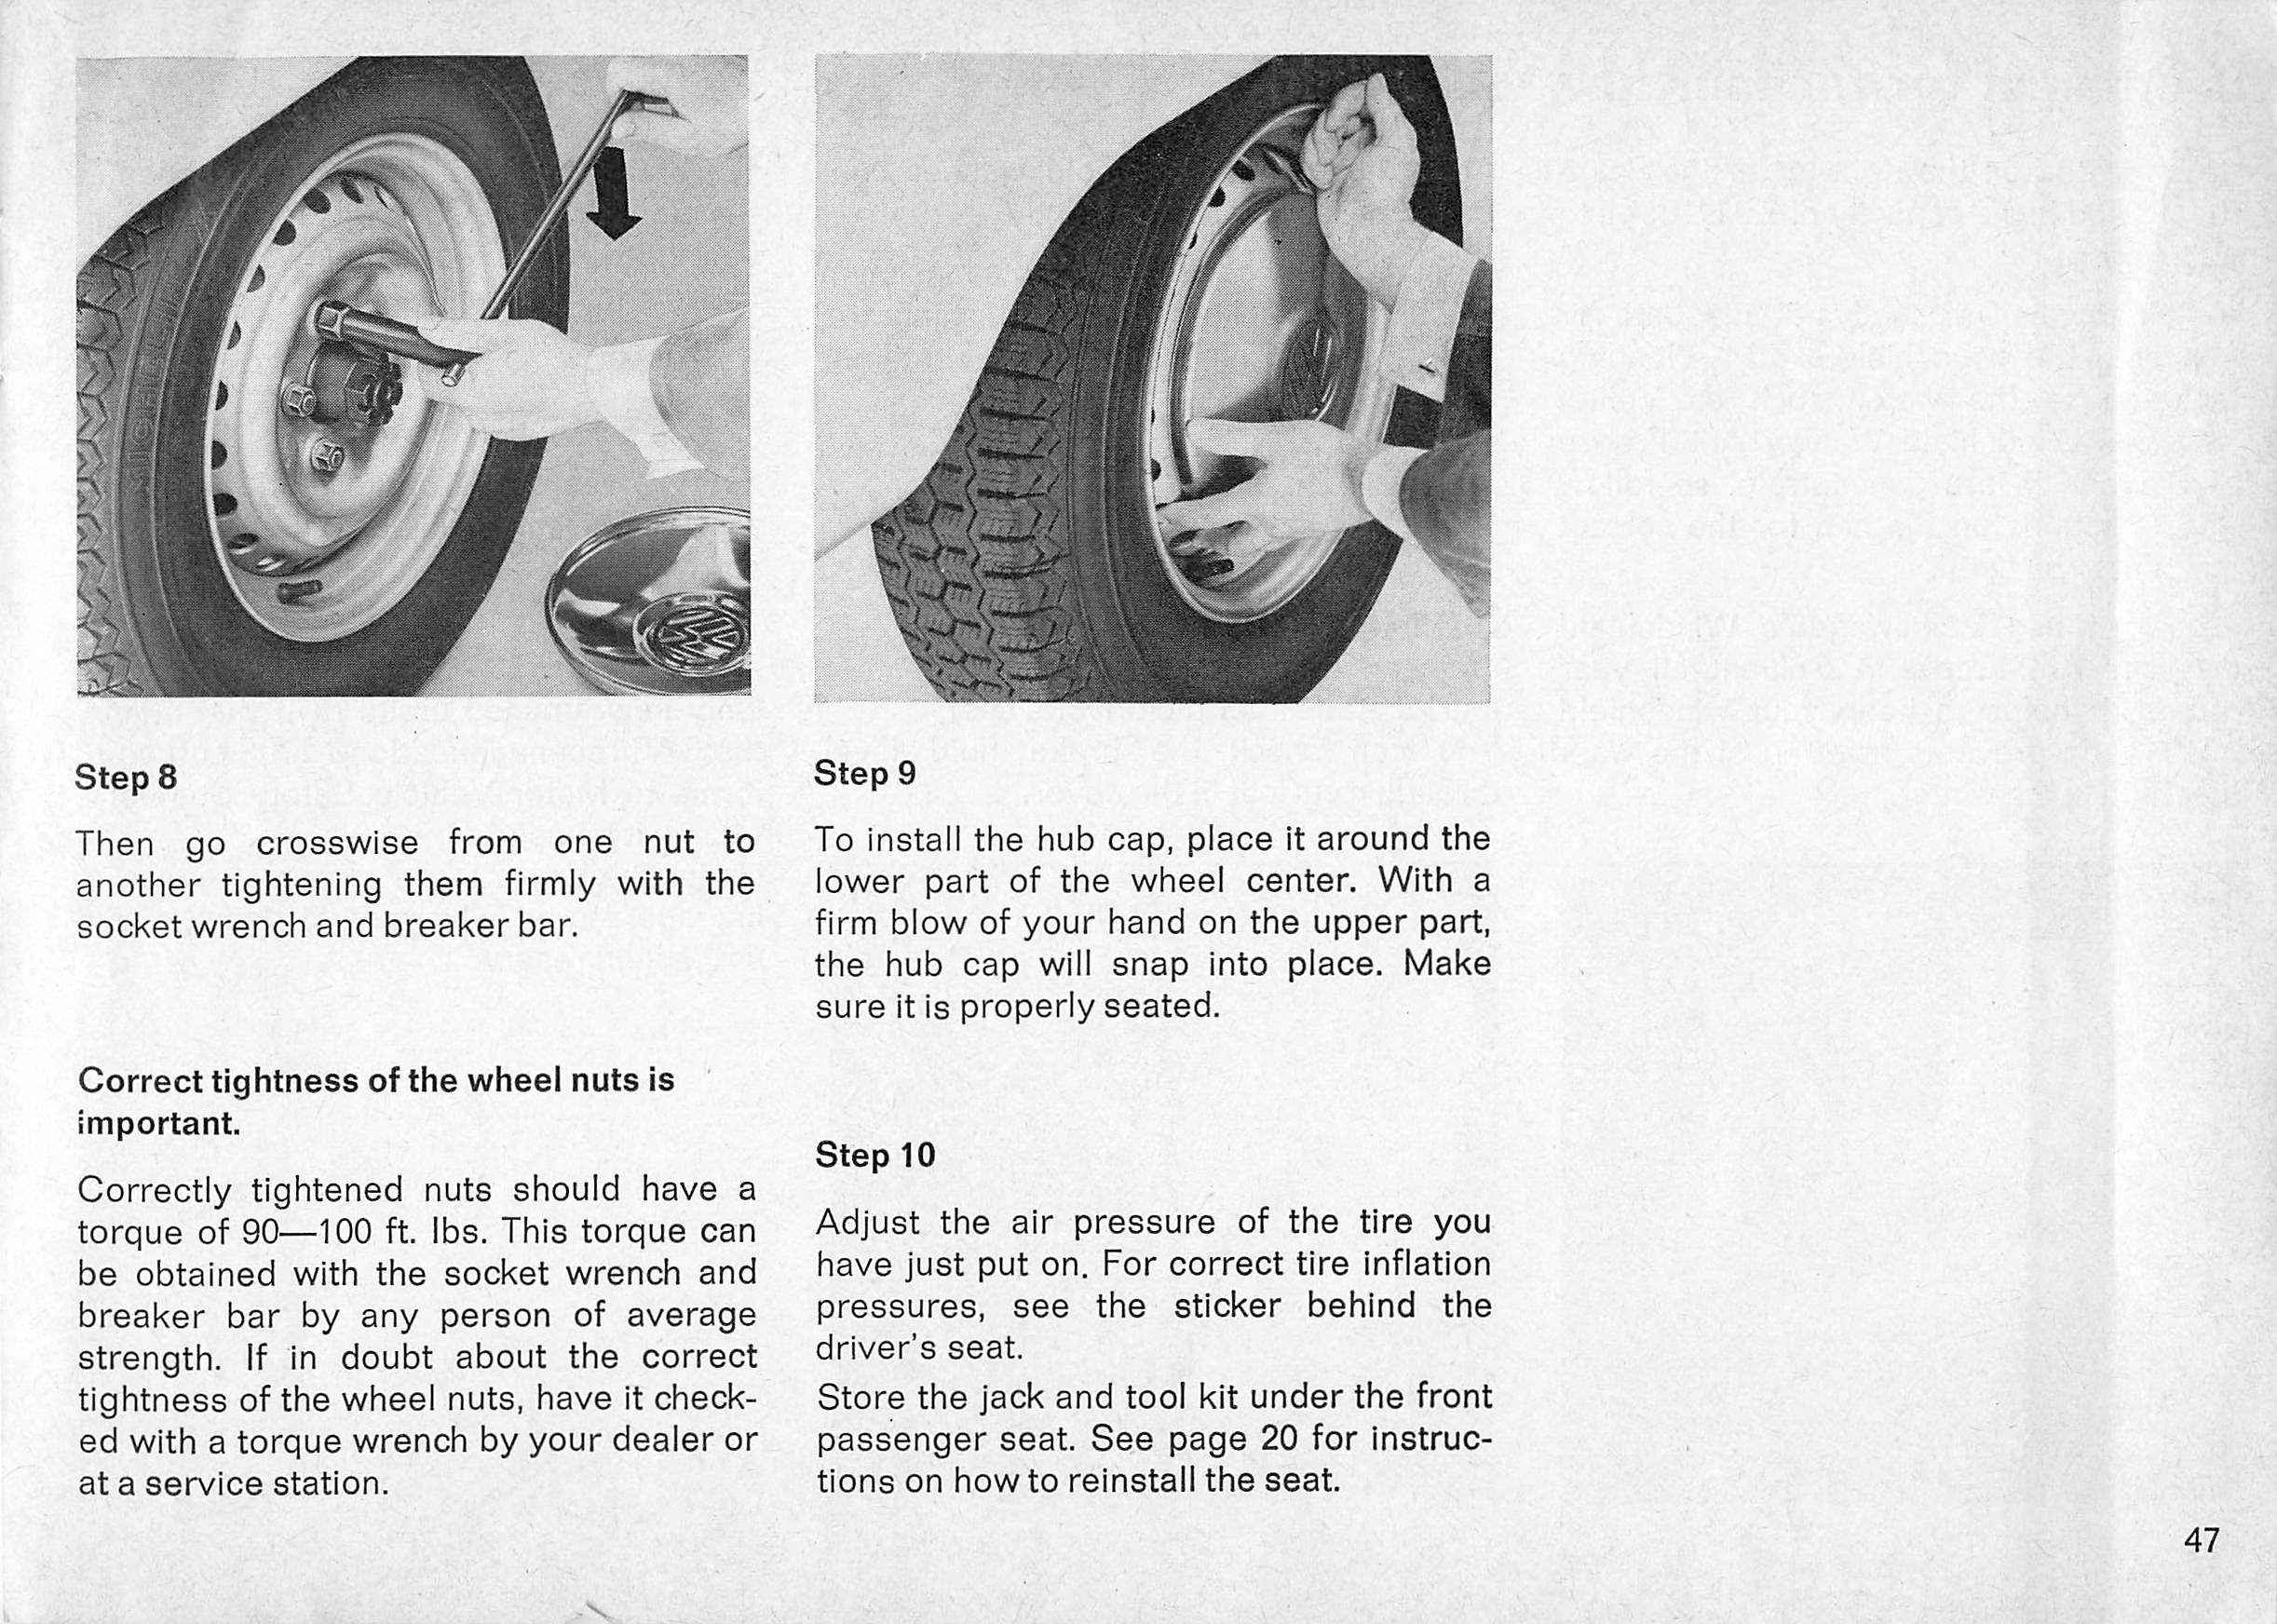 MICHELIN
Step 8
Then go crosswise from one nut to
another tightening them firmly with the
socket wrench and breaker bar.
Correct tightness of the wheel nuts is
important.
Correctly tightened nuts should have a
torque of 90—100 ft. lbs. This torque can
be obtained with the socket wrench and
breaker bar by any person of average
strength. If in doubt about the correct
tightness of the wheel nuts, have it check-
ed with a torque wrench by your dealer or
at a service station.
Step 9
To install the hub cap, place it around the
lower part of the wheel center. With a
firm blow of your hand on the upper part,
the hub cap will snap into place. Make
sure it is properly seated.
Step 10
Adjust the air pressure of the tire you
have just put on. For correct tire inflation
pressures, see the sticker behind the
driver's seat.
Store the jack and tool kit under the front
passenger seat. See page 20 for instruc-
tions on how to reinstall the seat.
47